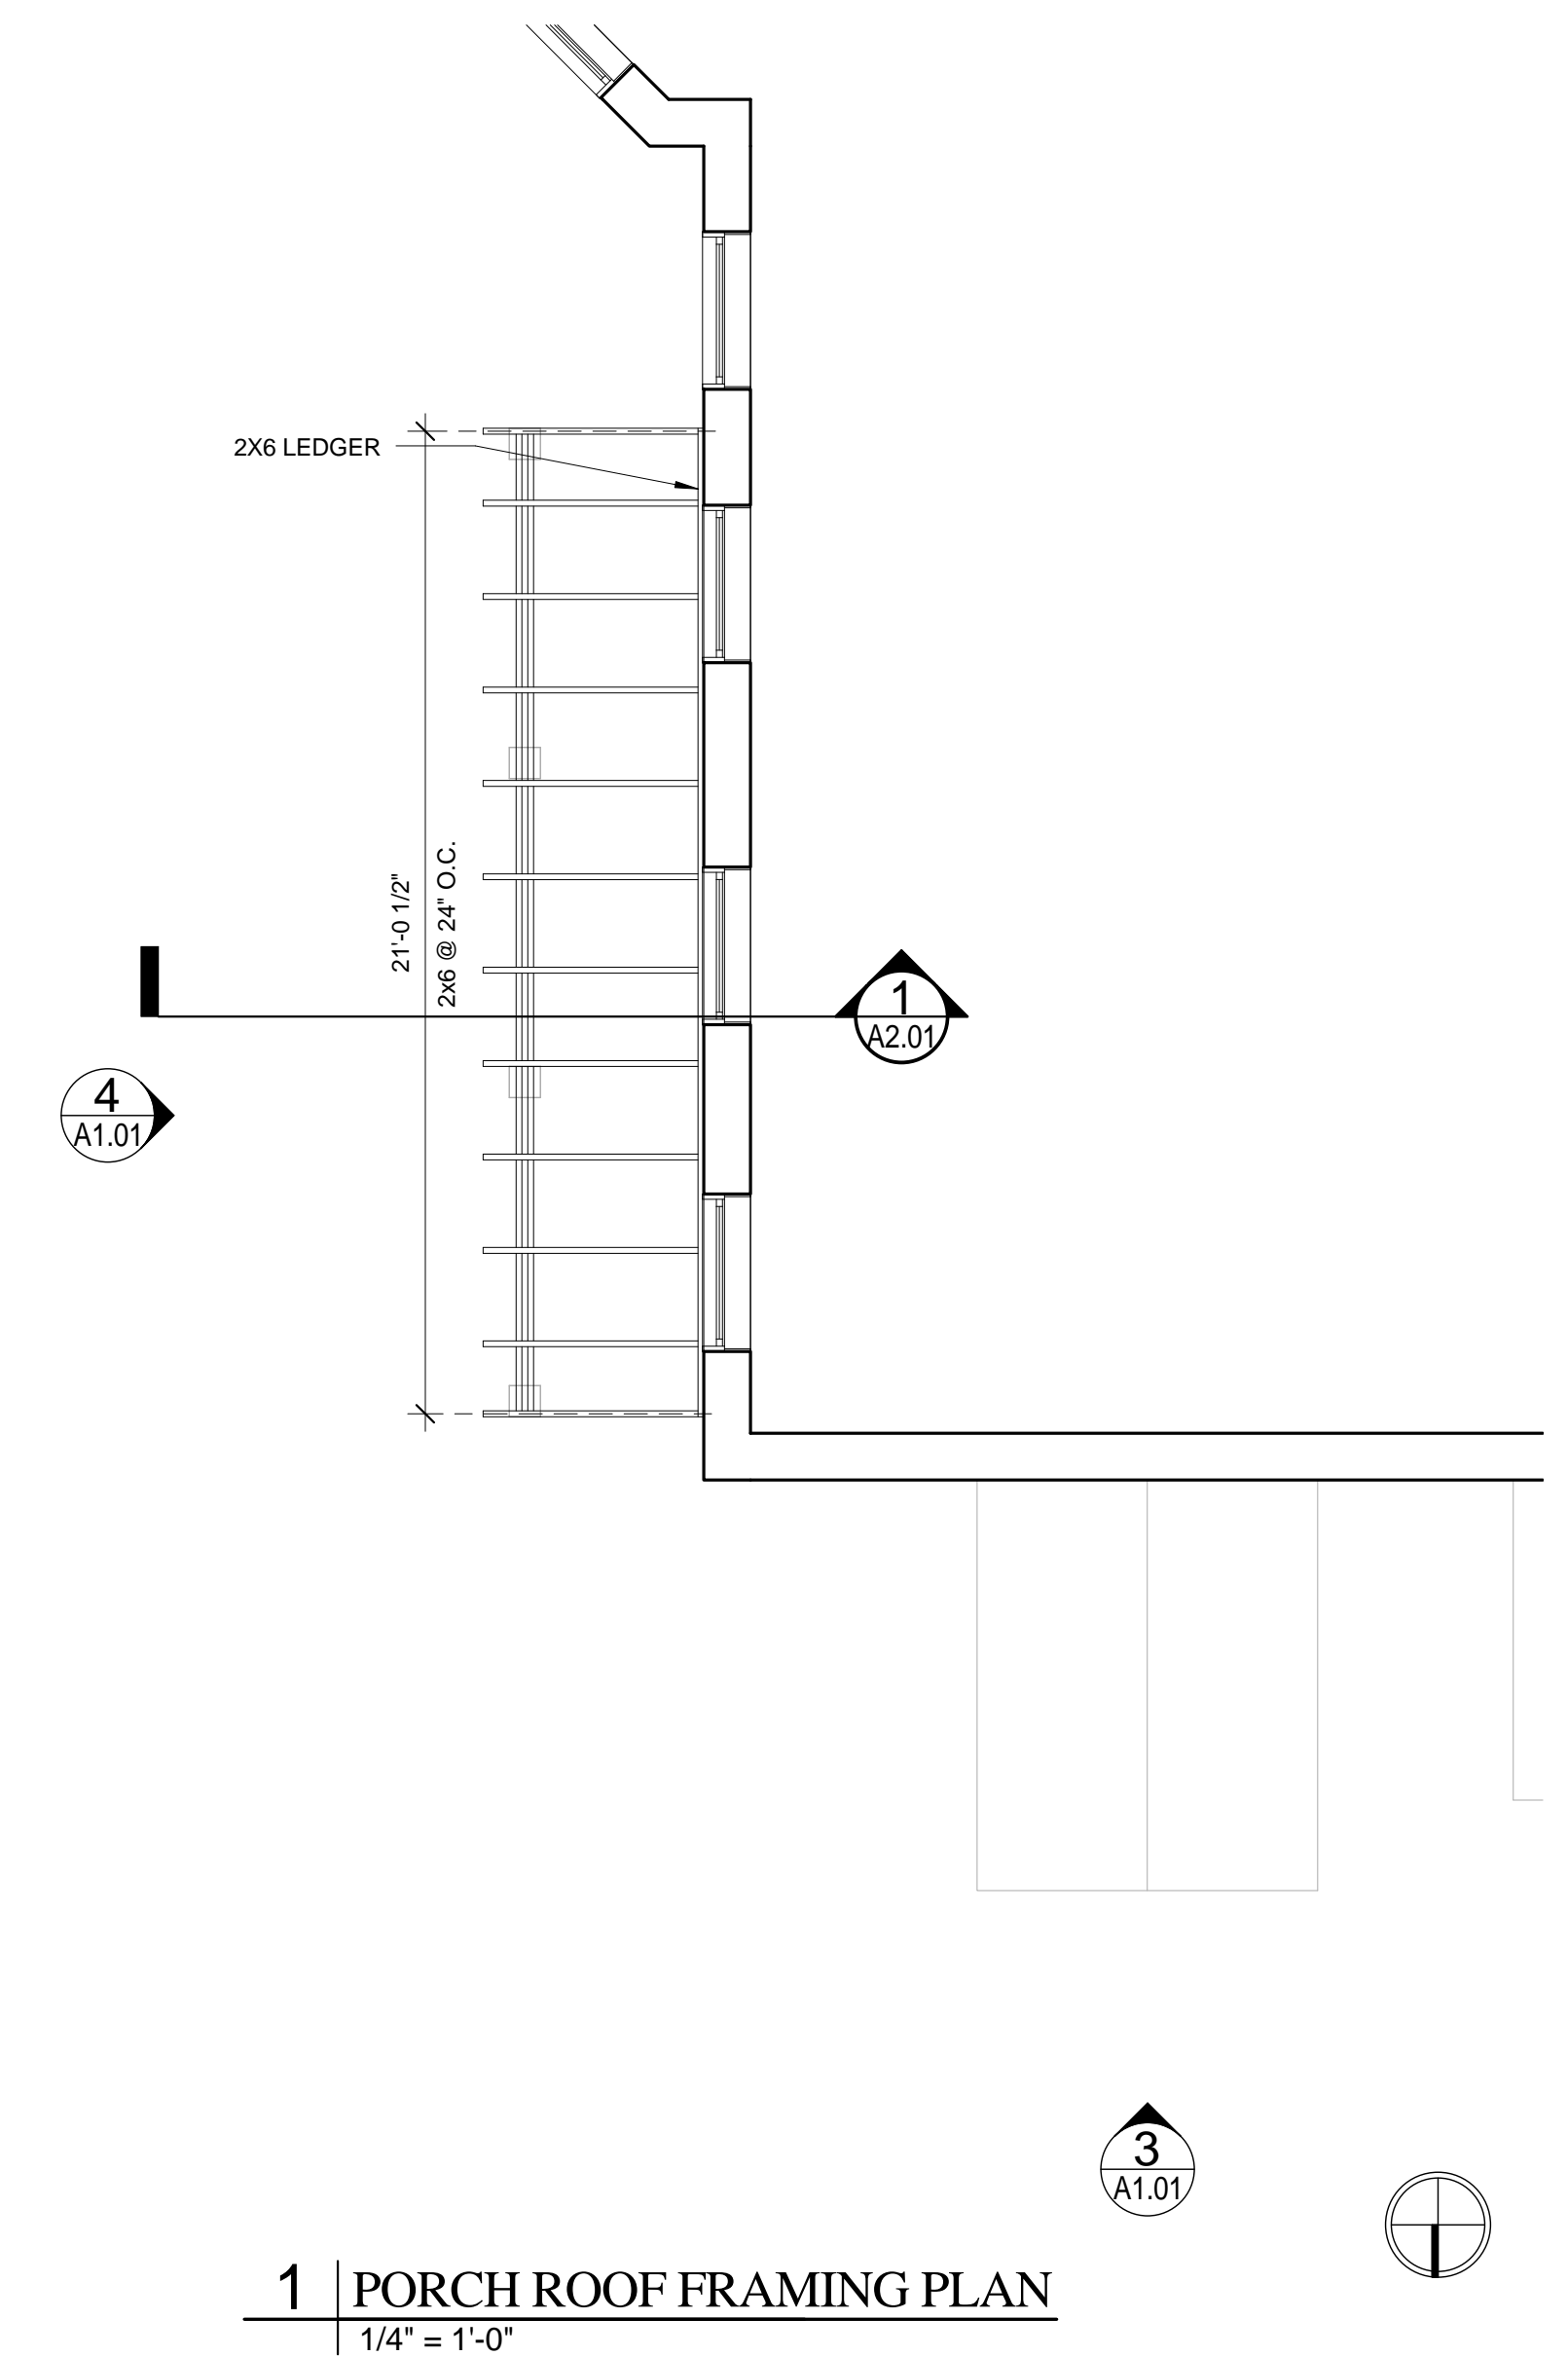 2X6 LEDGER
21'-0 1/2"
2x6 @ 24" O.C.
1
A2.01
4
A1.01
3
A1.01
1
PORCH ROOF FRAMING PLAN
1/4" = 1'-0"